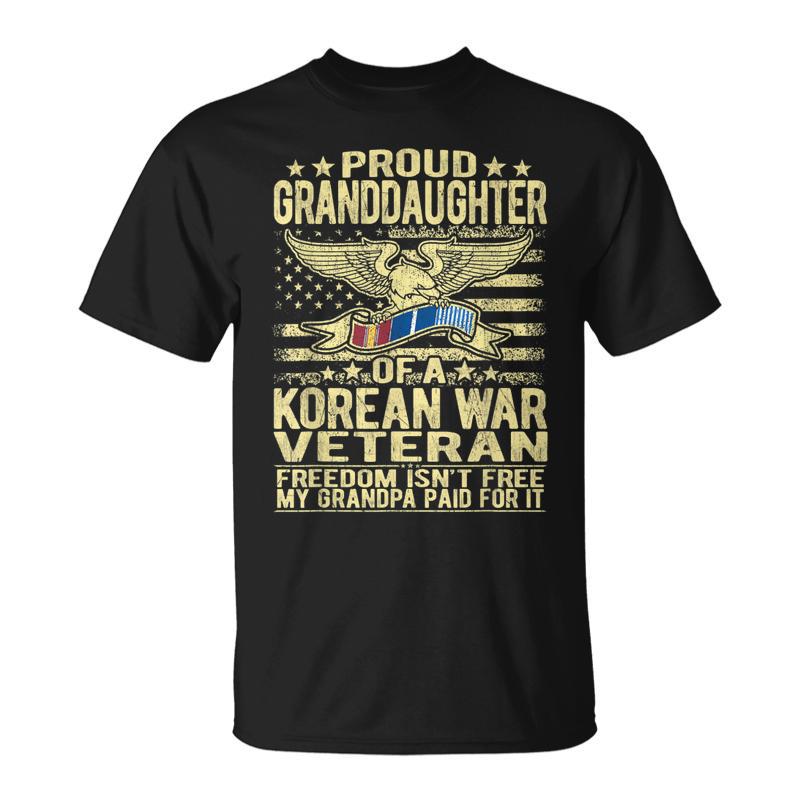 PROUD
GRANDDAUGHTER
OF A
KOREAN WAR
VETERAN
FREEDOM ISN'T FREE
MY GRANDPA PAID FOR IT